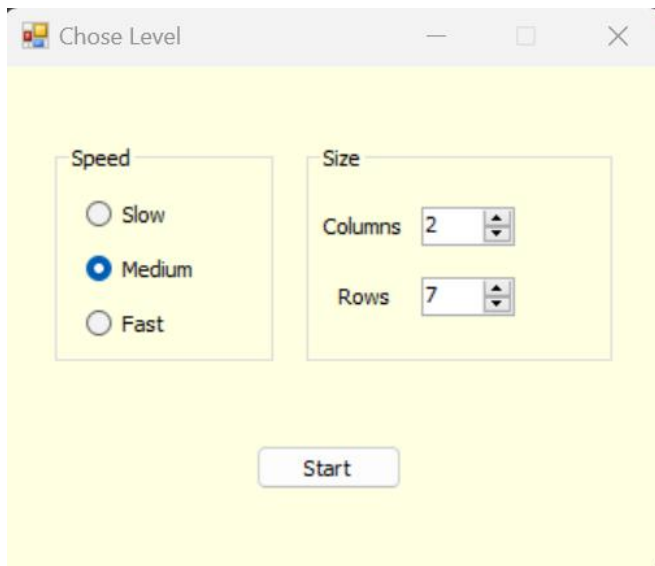 Chose Level
Speed
Slow
Medium
Fast
Size
Columns 2
Rows 7
Start